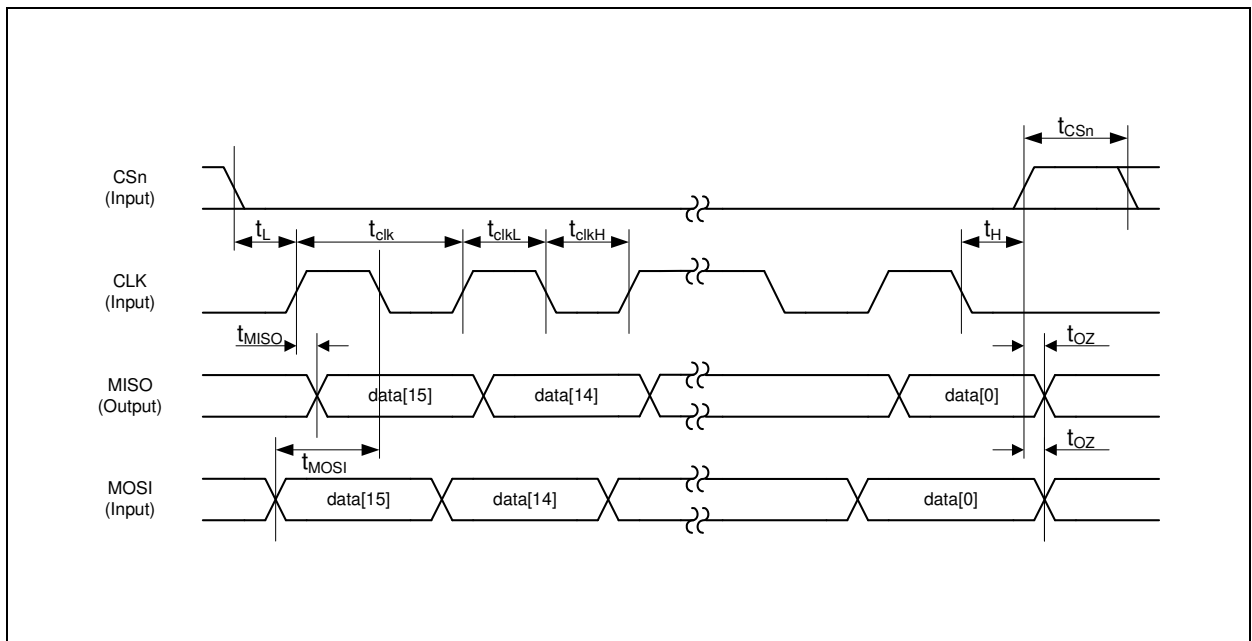 tCSn
CSn
(Input)
tL
tclk
tclkL
tclkH
tH
CLK
(Input)
tMISO
tOZ
MISO
(Output)
data[15]
data[14]
data[0]
tMOSI
tOZ
MOSI
(Input)
data[15]
data[14]
data[0]